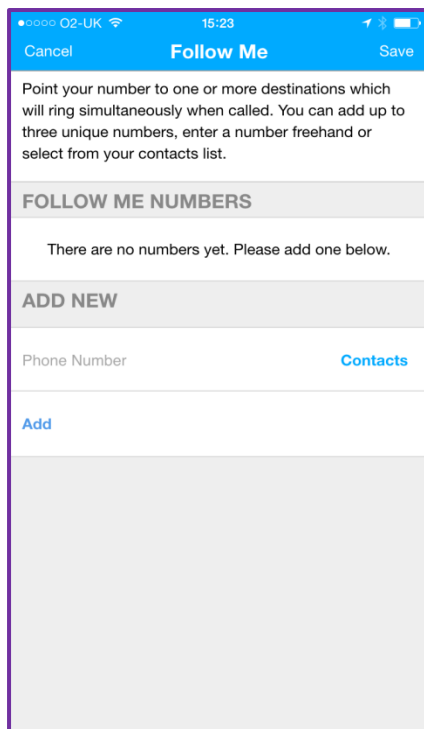 O2-UK 15:23
Cancel Follow Me Save
Point your number to one or more destinations which
will ring simultaneously when called. You can add up to
three unique numbers, enter a number freehand or
select from your contacts list.
FOLLOW ME NUMBERS
There are no numbers yet. Please add one below.
ADD NEW
Phone Number Contacts
Add